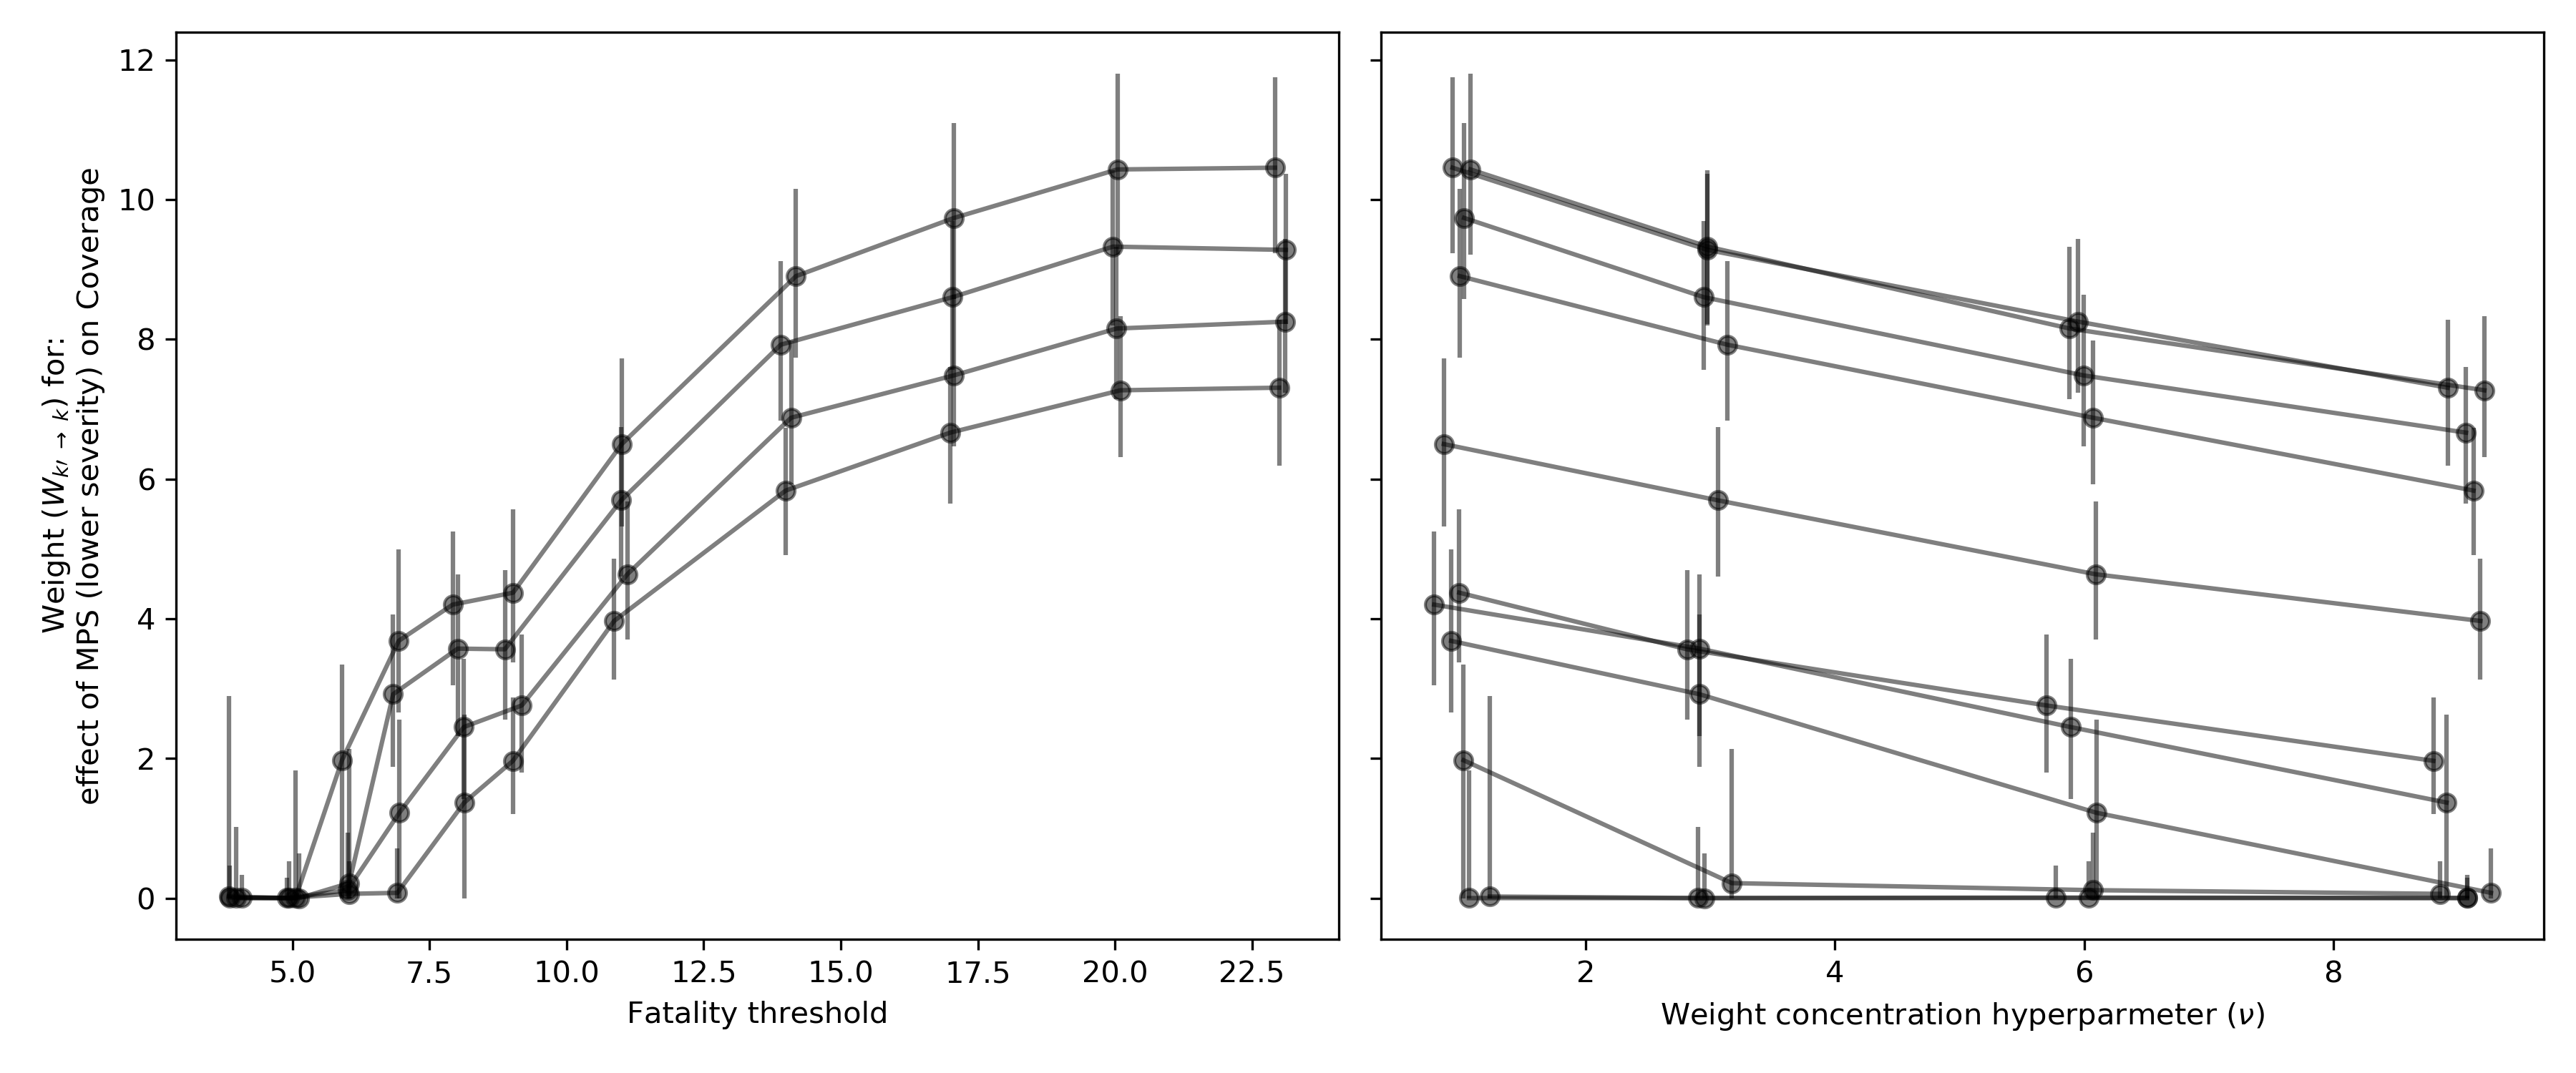 Weight (W_{k′ → k}) for:
effect of MPS (lower severity) on Coverage
12
10
8
6
4
2
0
5.0 7.5 10.0 12.5 15.0 17.5 20.0 22.5
Fatality threshold
2 4 6 8
Weight concentration hyperparmeter (ν)